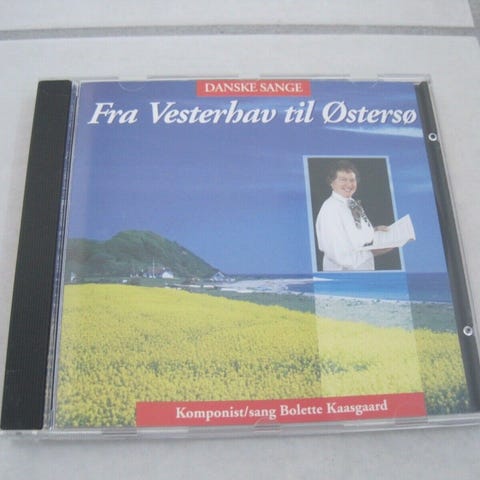 DANSKE SANGE
Fra Vesterhav til Østersø
Komponist/sang Bolette Kaasgaard